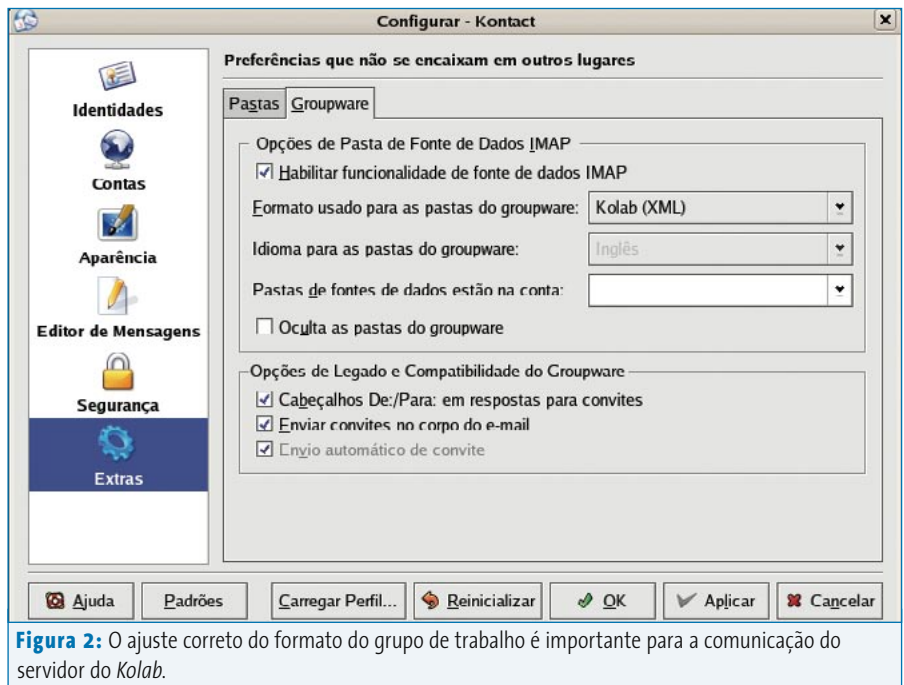 Configurar - Kontact
Identidades
Contas
Aparência
Editor de Mensagens
Segurança
Extras
Preferências que não se encaixam em outros lugares
Pastas
Groupware
Opções de Pasta de Fonte de Dados IMAP
Habilitar funcionalidade de fonte de dados IMAP
Formato usado para as pastas do groupware: Kolab (XML)
Idioma para as pastas do groupware: Inglês
Pastas de fontes de dados estão na conta:
Oculta as pastas do groupware
Opções de Legado e Compatibilidade do Groupware
Cabeçalhos De:/Para: em respostas para convites
Enviar convites no corpo do e-mail
Envio automático de convite
Ajuda Padrões Carregar Perfil... Reinicializar OK Aplicar Cancelar
Figura 2: O ajuste correto do formato do grupo de trabalho é importante para a comunicação do
servidor do Kolab.